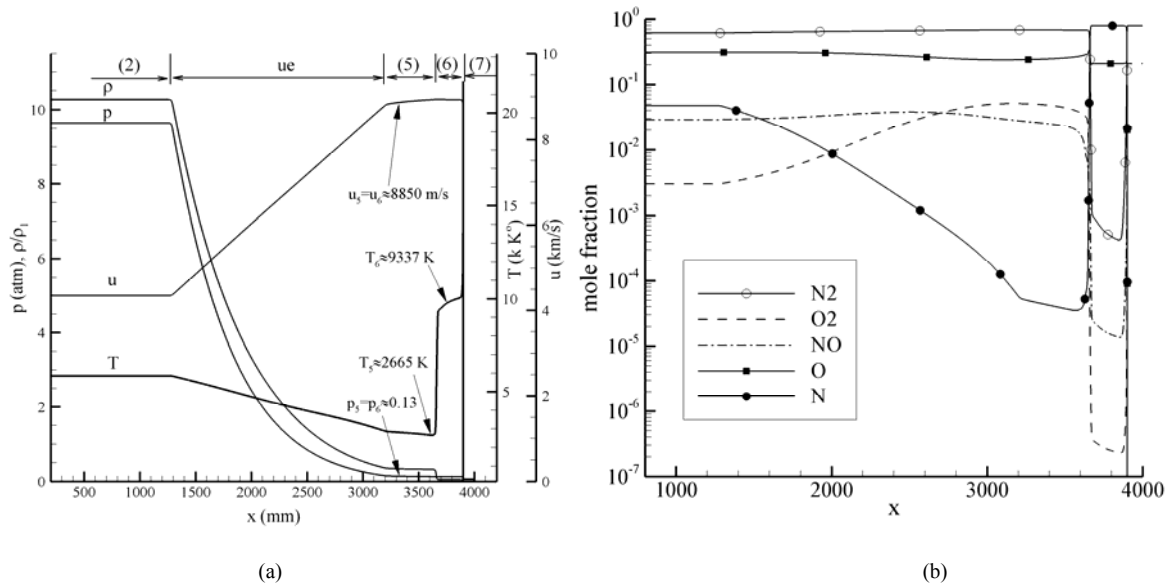 (2)
ue
(5)
(6)
(7)
ρ
p
u
T
u5=u6≈8850 m/s
T6≈9337 K
T5≈2665 K
p5=p6≈0.13
p (atm), ρ/ρ1
0
2
4
6
8
10
500
1000
1500
2000
2500
3000
3500
4000
x (mm)
T (k K°)
5
10
15
20
u (km/s)
0
2
4
6
8
10
(a)
mole fraction
10^0
10^-1
10^-2
10^-3
10^-4
10^-5
10^-6
10^-7
N2
O2
NO
O
N
1000
2000
3000
4000
x
(b)